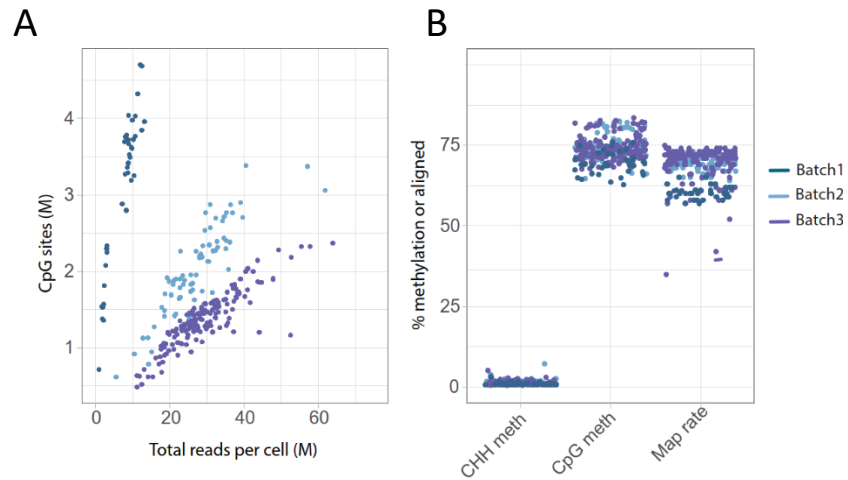 A
B
CpG sites (M)
4
3
2
1
0
20
40
60
Total reads per cell (M)
% methylation or aligned
75
50
25
0
CHH meth
CpG meth
Map rate
Batch1
Batch2
Batch3